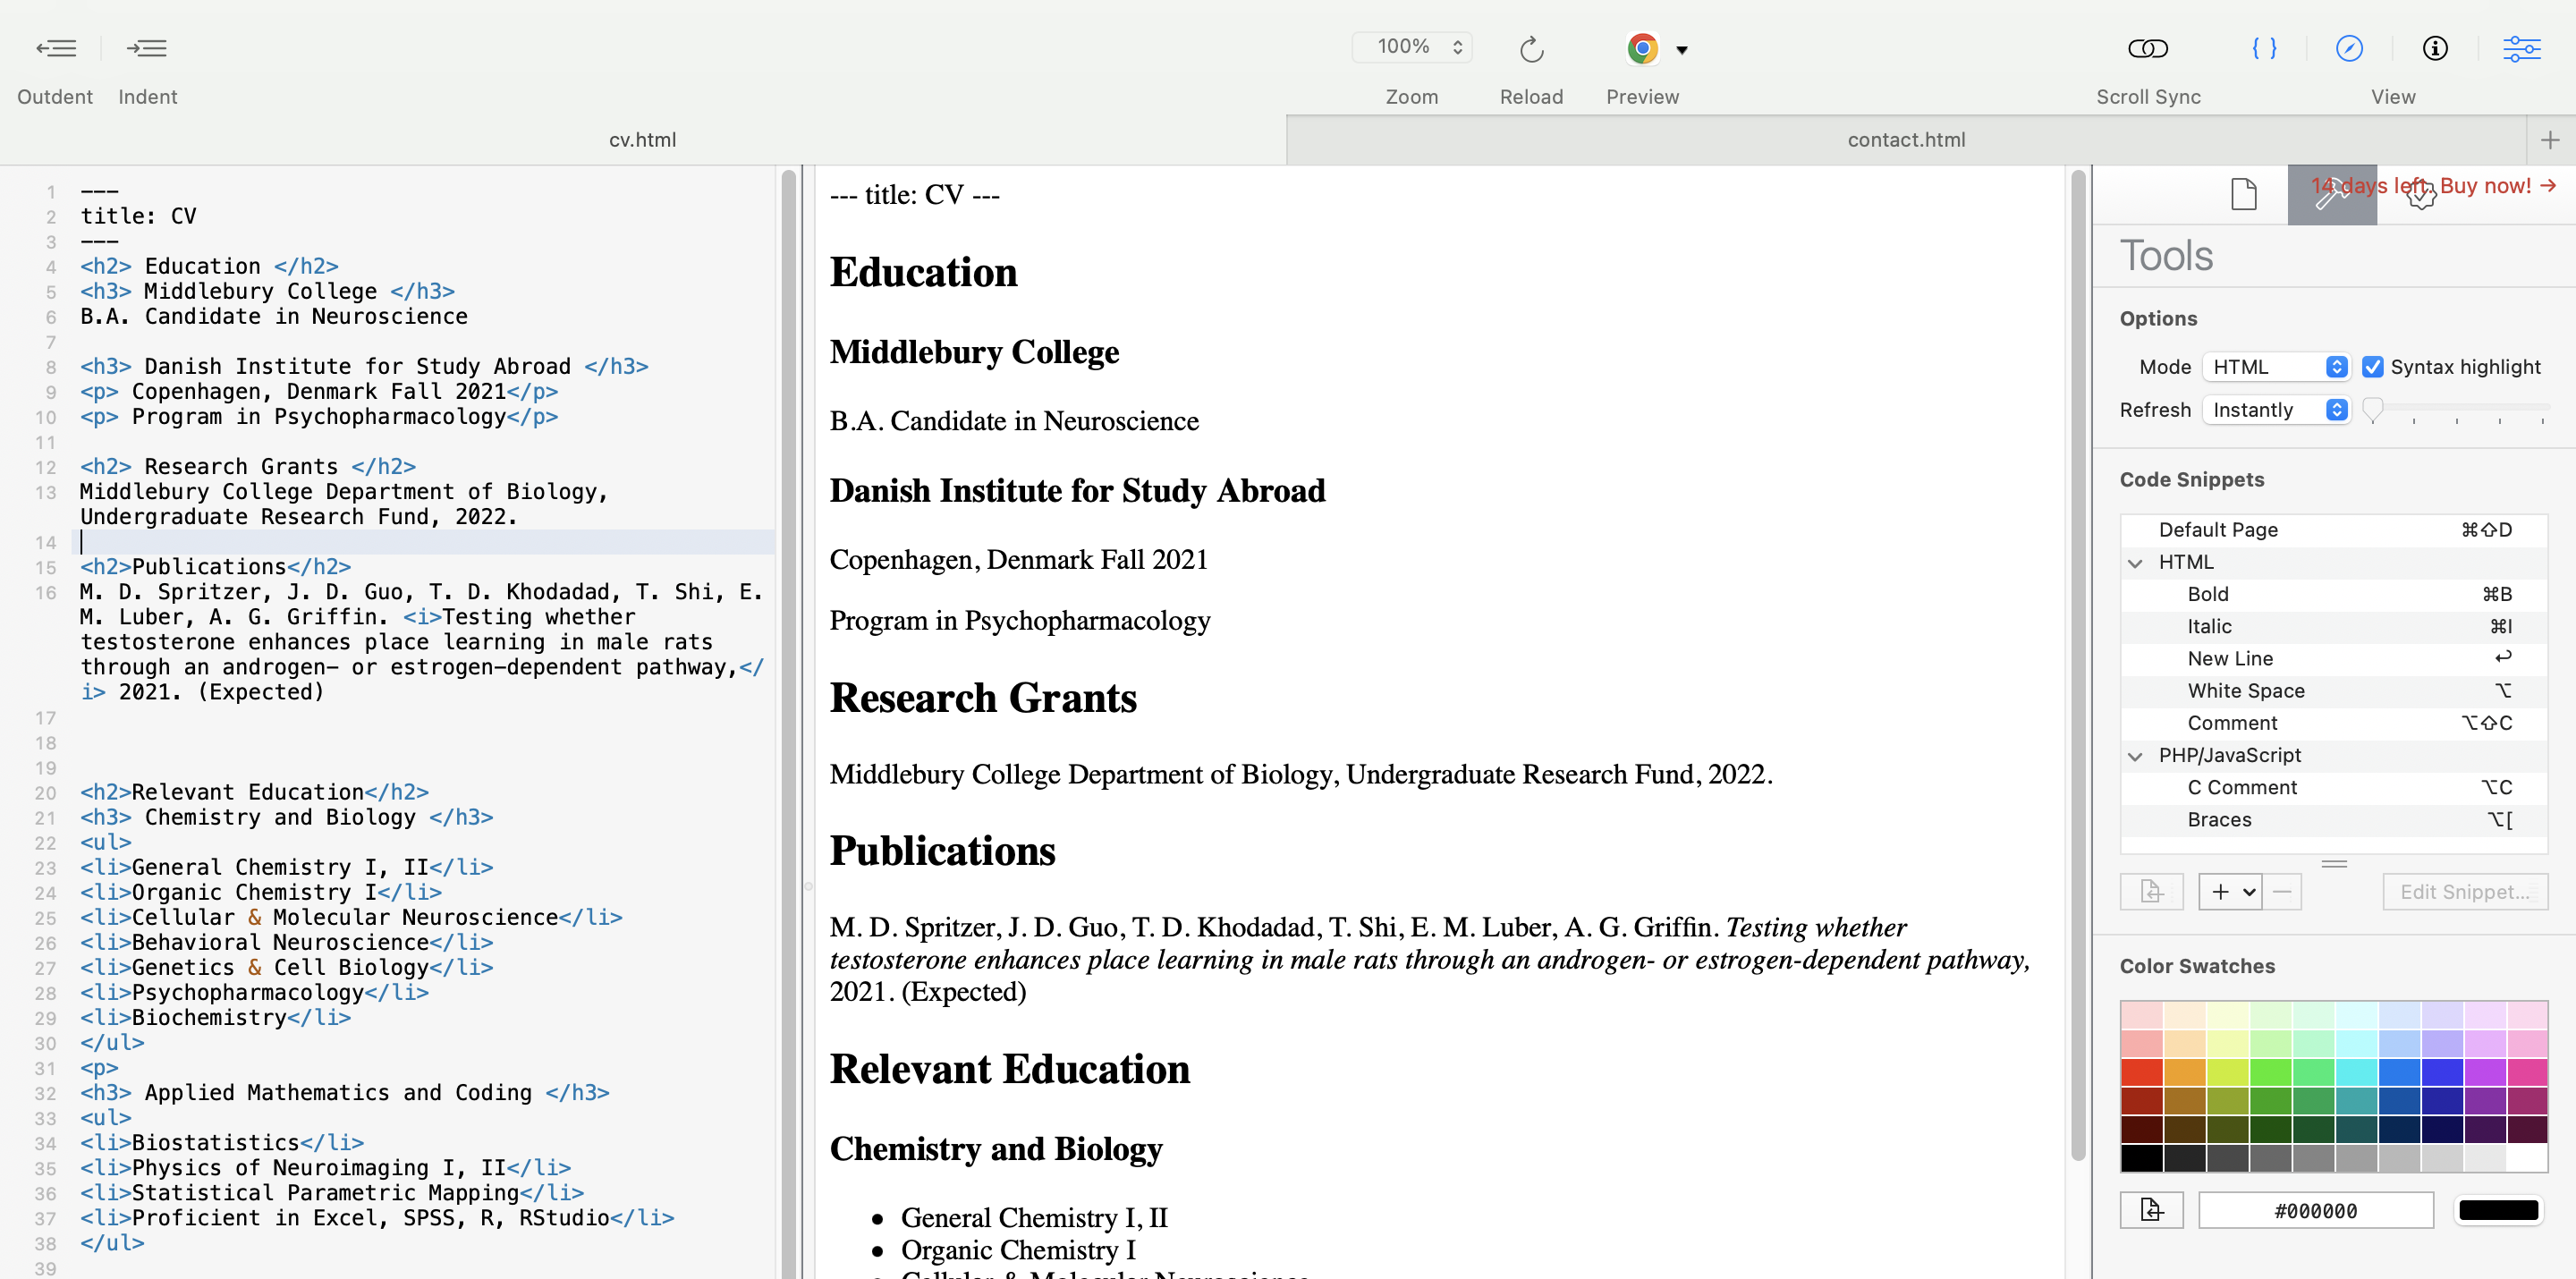 Outdent Indent
100%
Zoom Reload Preview
Scroll Sync View
cv.html contact.html
1 ---
2 title: CV
3 ---
4 <h2> Education </h2>
5 <h3> Middlebury College </h3>
6 B.A. Candidate in Neuroscience
7
8 <h3> Danish Institute for Study Abroad </h3>
9 <p> Copenhagen, Denmark Fall 2021</p>
10 <p> Program in Psychopharmacology</p>
11
12 <h2> Research Grants </h2>
13 Middlebury College Department of Biology,
Undergraduate Research Fund, 2022.
14
15 <h2>Publications</h2>
16 M. D. Spritzer, J. D. Guo, T. D. Khodadad, T. Shi, E.
M. Luber, A. G. Griffin. <i>Testing whether
testosterone enhances place learning in male rats
through an androgen- or estrogen-dependent pathway,</
i> 2021. (Expected)
17
18
19
20 <h2>Relevant Education</h2>
21 <h3> Chemistry and Biology </h3>
22 <ul>
23 <li>General Chemistry I, II</li>
24 <li>Organic Chemistry I</li>
25 <li>Cellular & Molecular Neuroscience</li>
26 <li>Behavioral Neuroscience</li>
27 <li>Genetics & Cell Biology</li>
28 <li>Psychopharmacology</li>
29 <li>Biochemistry</li>
30 </ul>
31 <p>
32 <h3> Applied Mathematics and Coding </h3>
33 <ul>
34 <li>Biostatistics</li>
35 <li>Physics of Neuroimaging I, II</li>
36 <li>Statistical Parametric Mapping</li>
37 <li>Proficient in Excel, SPSS, R, RStudio</li>
38 </ul>
39
--- title: CV ---
Education
Middlebury College
B.A. Candidate in Neuroscience
Danish Institute for Study Abroad
Copenhagen, Denmark Fall 2021
Program in Psychopharmacology
Research Grants
Middlebury College Department of Biology, Undergraduate Research Fund, 2022.
Publications
M. D. Spritzer, J. D. Guo, T. D. Khodadad, T. Shi, E. M. Luber, A. G. Griffin. Testing whether
testosterone enhances place learning in male rats through an androgen- or estrogen-dependent pathway,
2021. (Expected)
Relevant Education
Chemistry and Biology
• General Chemistry I, II
• Organic Chemistry I
• Cellular & Molecular Neuroscience
14 days left. Buy now! →
Tools
Options
Mode HTML Syntax highlight
Refresh Instantly
Code Snippets
Default Page ⌘⇧D
HTML
Bold ⌘B
Italic ⌘I
New Line ↩
White Space ⌥
Comment ⌥⇧C
PHP/JavaScript
C Comment ⌥C
Braces ⌥[
Edit Snippet...
Color Swatches
#000000